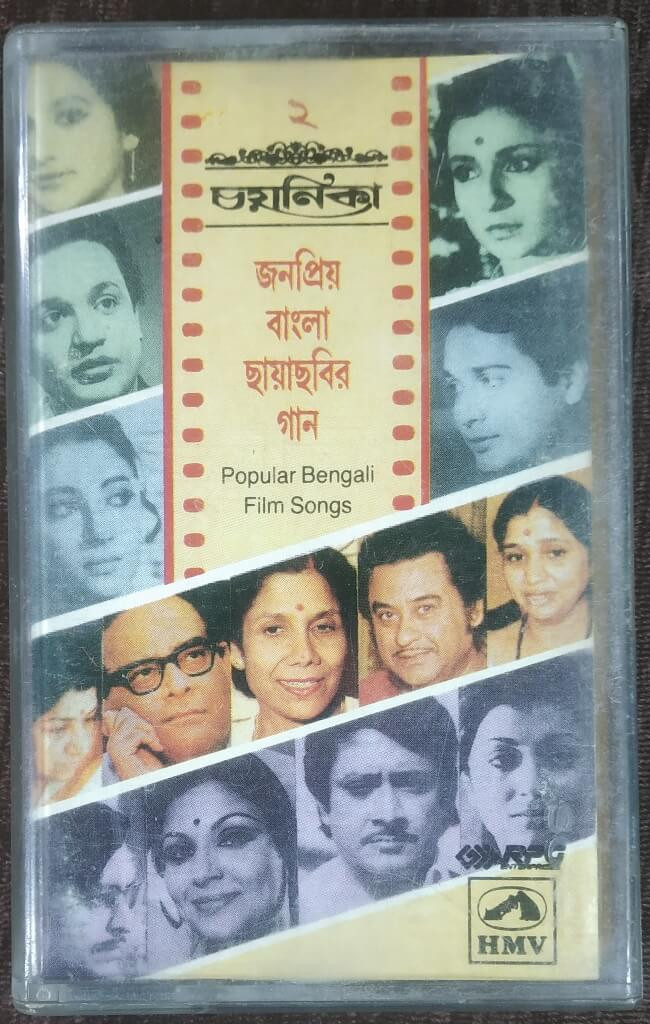 ২
চয়নিকা
জনপ্রিয়
বাংলা
ছায়াছবির
গান
Popular Bengali
Film Songs
RPG
HMV